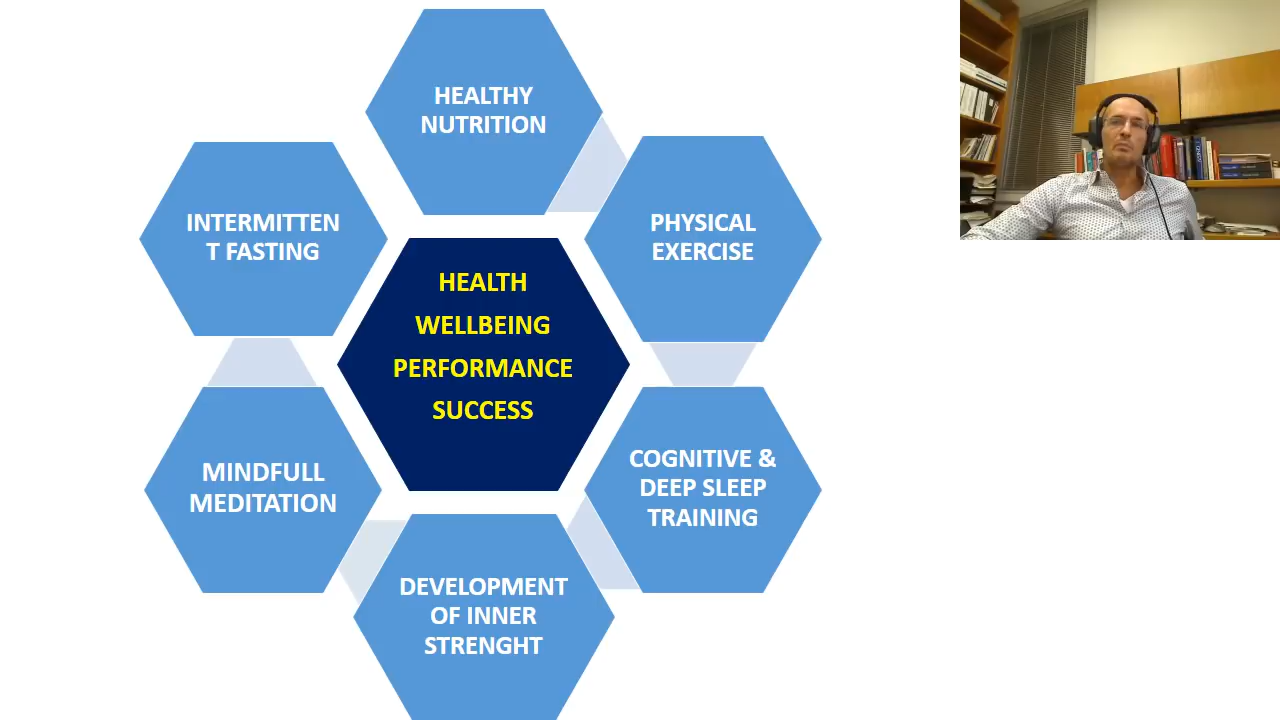 HEALTHY
NUTRITION
PHYSICAL
EXERCISE
COGNITIVE &
DEEP SLEEP
TRAINING
DEVELOPMENT
OF INNER
STRENGHT
MINDFULL
MEDITATION
INTERMITTEN
T FASTING
HEALTH
WELLBEING
PERFORMANCE
SUCCESS